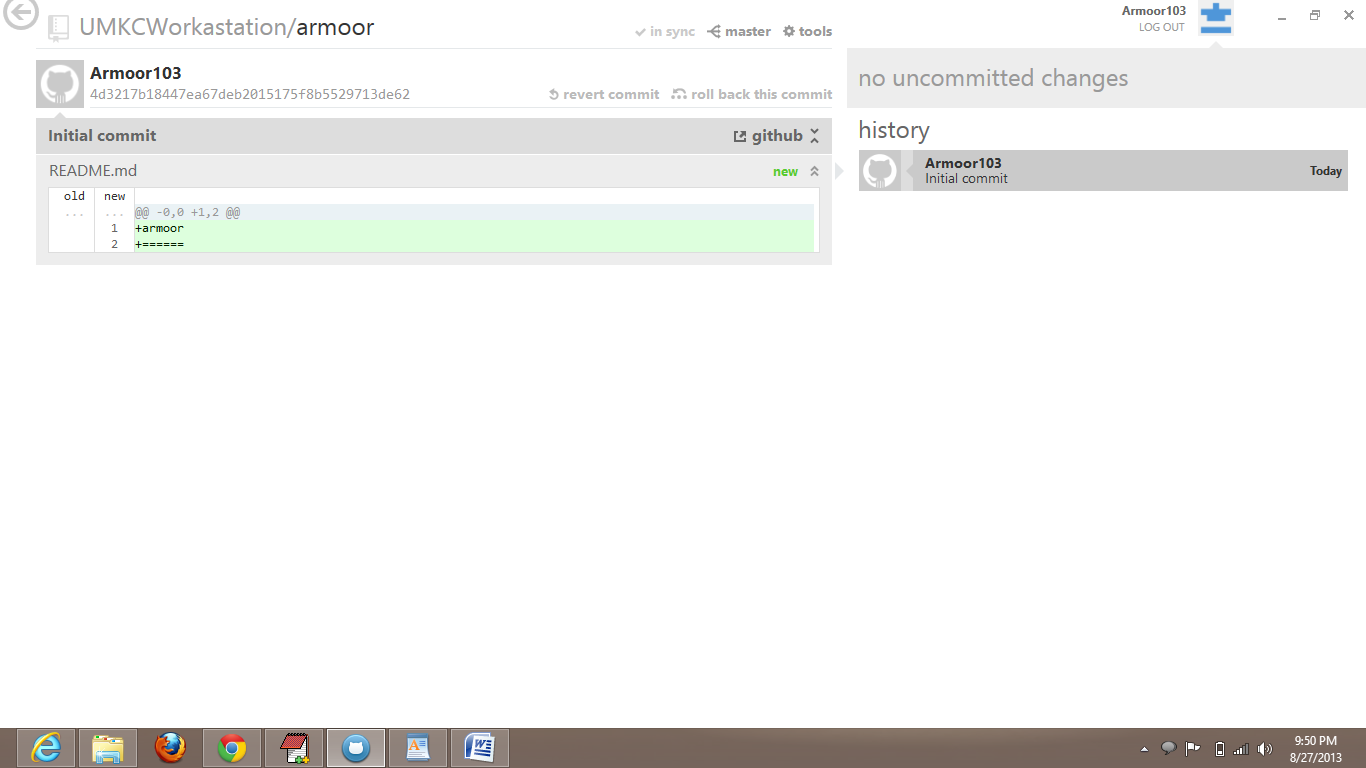 UMKCWorkastation/armoor
in sync master tools
Armoor103
LOG OUT
Armoor103
4d3217b18447ea67deb2015175f8b5529713de62
revert commit roll back this commit
Initial commit
github
README.md
new
old new
... ... @@ -0,0 +1,2 @@
1 +armoor
2 +======
no uncommitted changes
history
Armoor103
Initial commit
Today
9:50 PM
8/27/2013